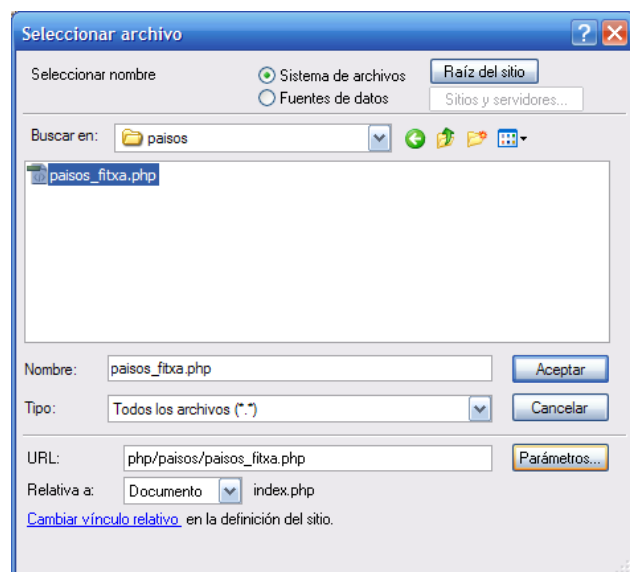 Seleccionar archivo
Seleccionar nombre
Sistema de archivos
Raíz del sitio
Fuentes de datos
Sitios y servidores...
Buscar en:
paisos
paisos_fitxa.php
Nombre:
paisos_fitxa.php
Aceptar
Tipo:
Todos los archivos (*.*)
Cancelar
URL:
php/paisos/paisos_fitxa.php
Parámetros...
Relativa a:
Documento
index.php
Cambiar vínculo relativo en la definición del sitio.